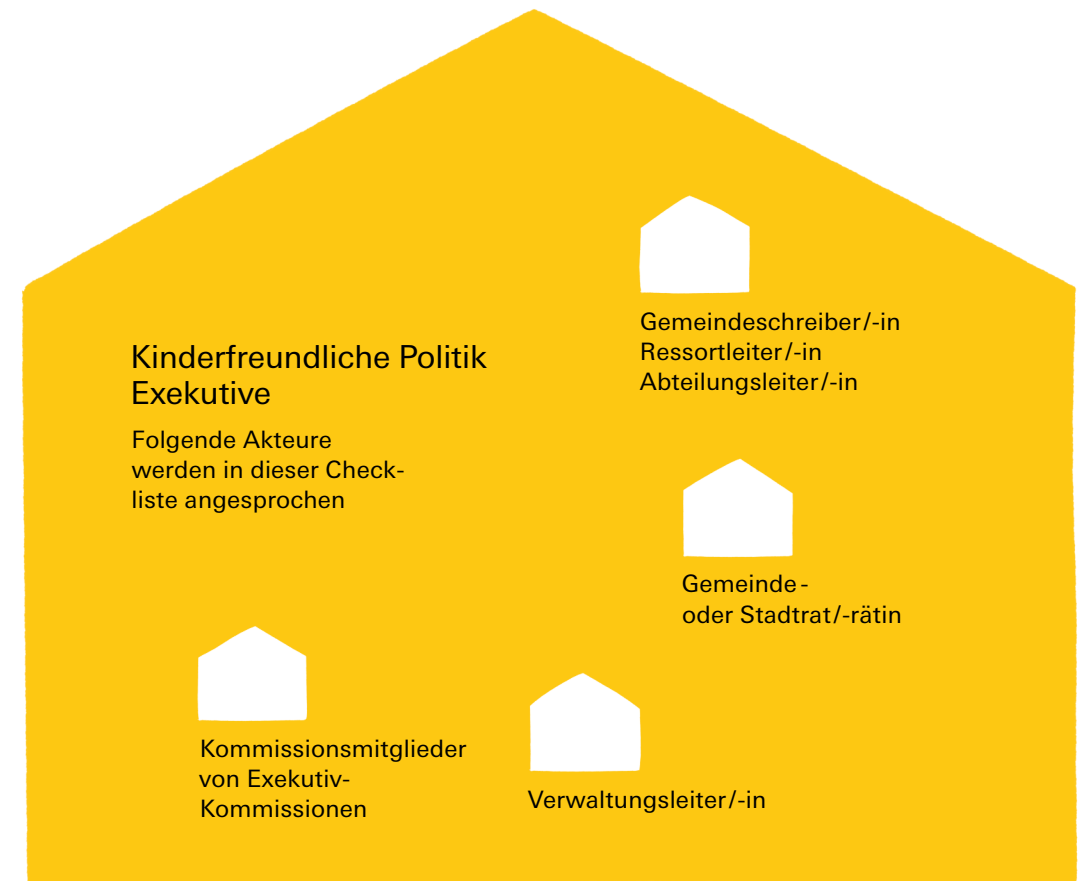 Kinderfreundliche Politik
Exekutive
Folgende Akteure
werden in dieser Check-
liste angesprochen
Gemeindeschreiber/-in
Ressortleiter/-in
Abteilungsleiter/-in
Gemeinde-
oder Stadtrat/-rätin
Kommissionsmitglieder
von Exekutiv-
Kommissionen
Verwaltungsleiter/-in